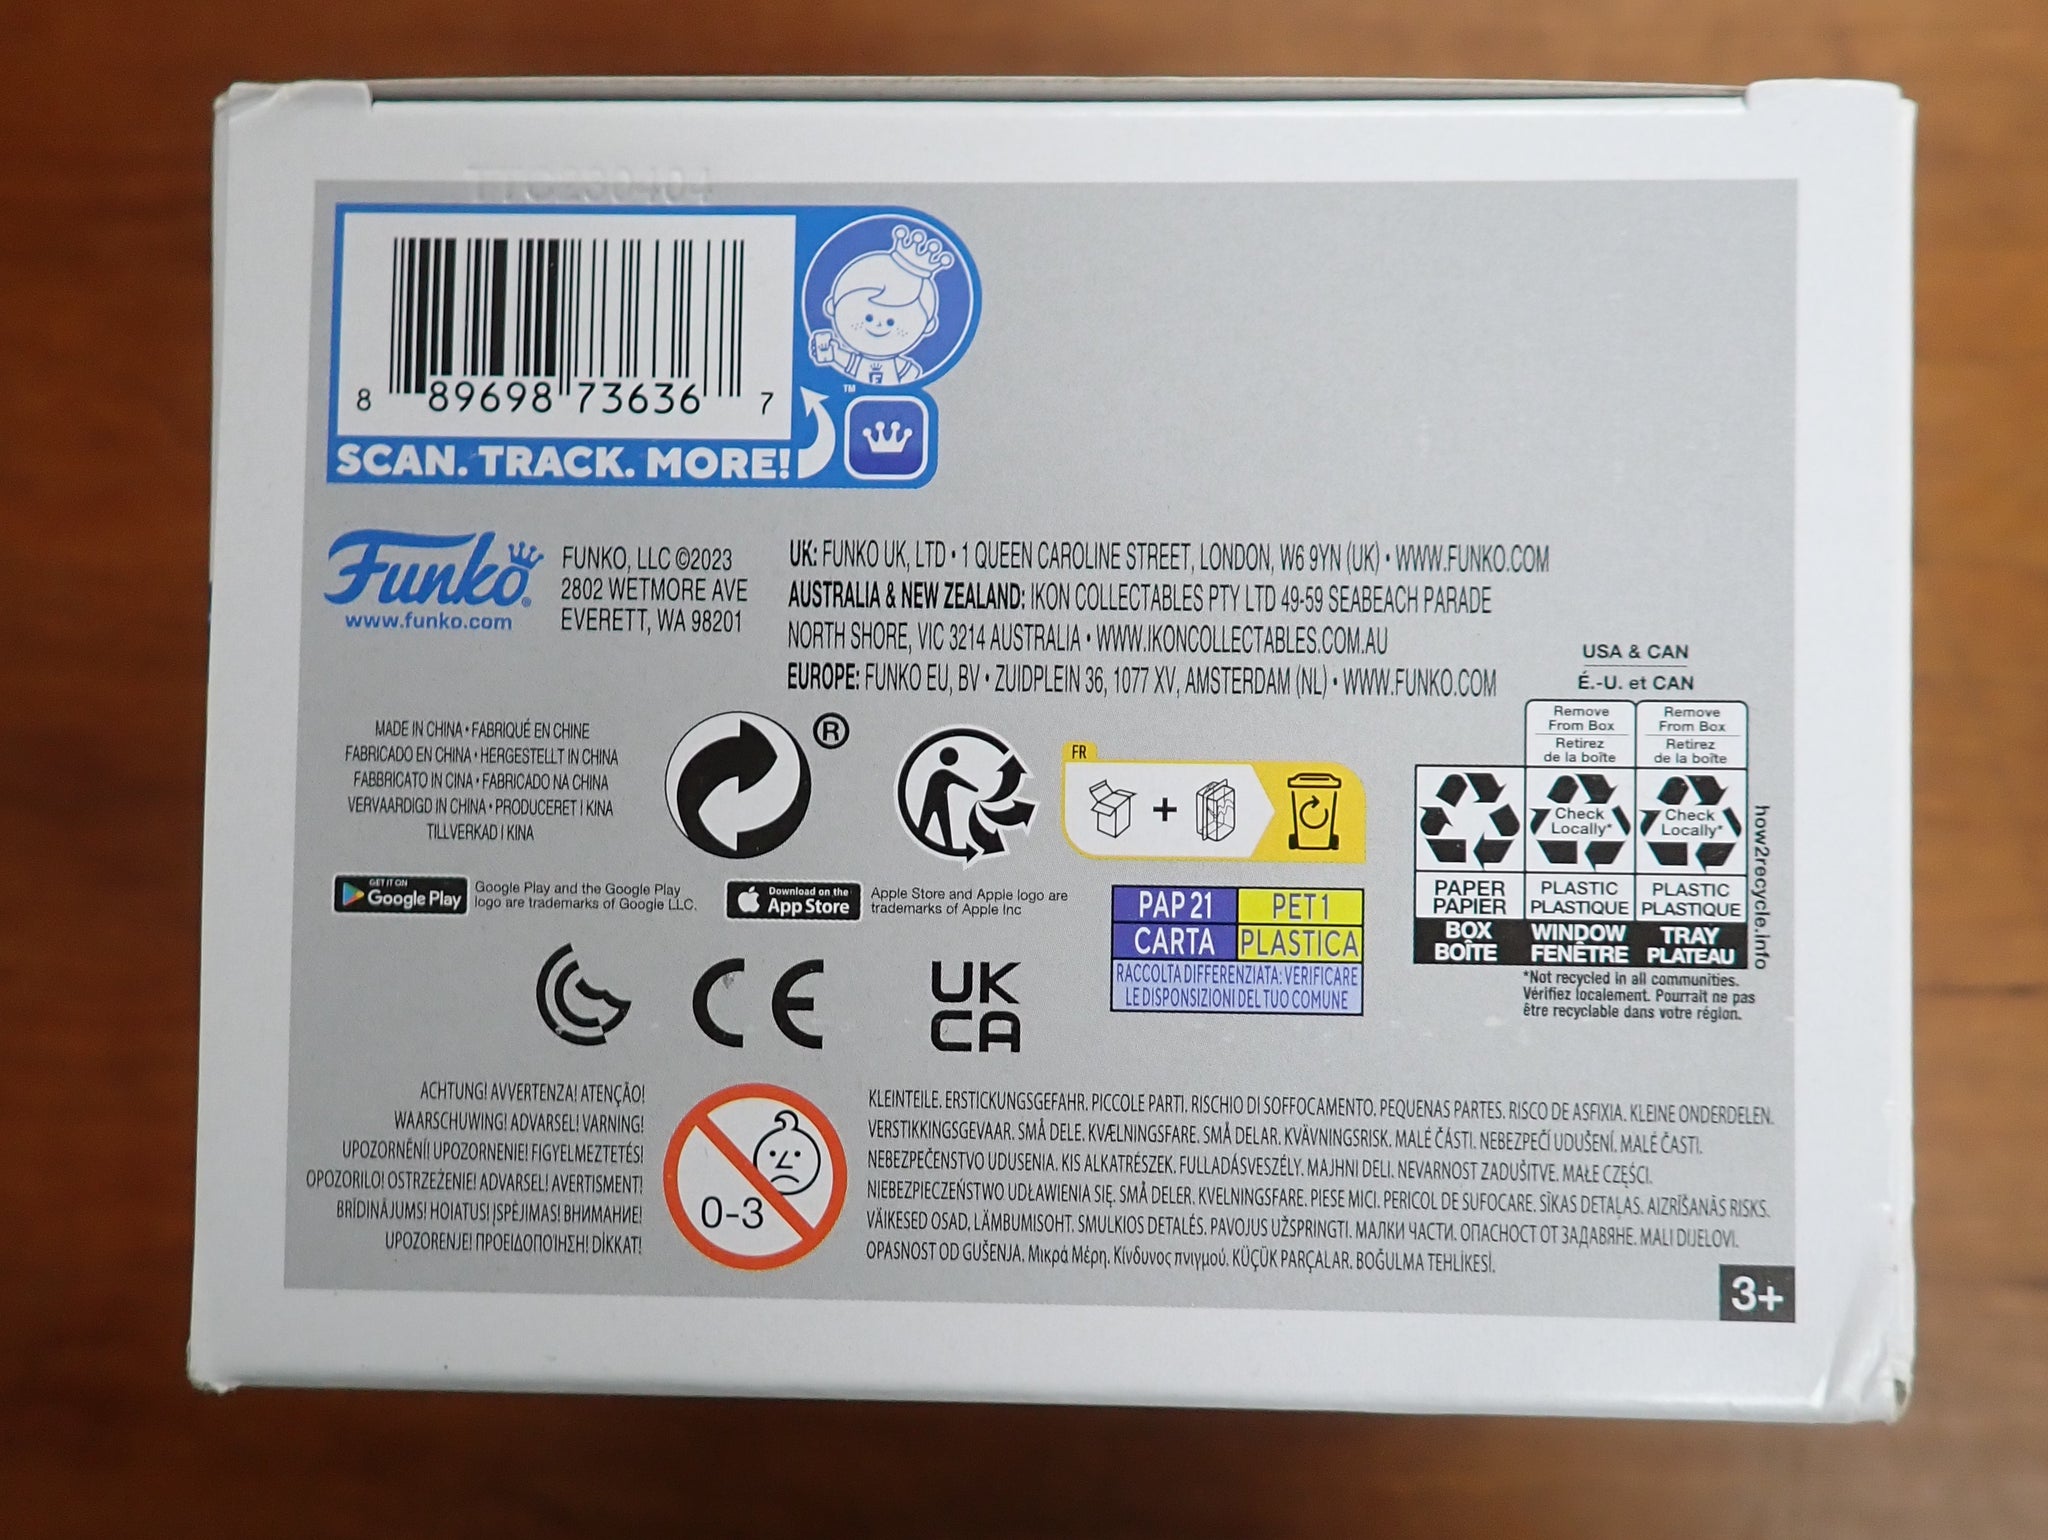 TTC230404
8 89698 73636 7
SCAN. TRACK. MORE!
™
Funko®
www.funko.com
FUNKO, LLC ©2023
2802 WETMORE AVE
EVERETT, WA 98201
UK: FUNKO UK, LTD • 1 QUEEN CAROLINE STREET, LONDON, W6 9YN (UK) • WWW.FUNKO.COM
AUSTRALIA & NEW ZEALAND: IKON COLLECTABLES PTY LTD 49-59 SEABEACH PARADE
NORTH SHORE, VIC 3214 AUSTRALIA • WWW.IKONCOLLECTABLES.COM.AU
EUROPE: FUNKO EU, BV • ZUIDPLEIN 36, 1077 XV, AMSTERDAM (NL) • WWW.FUNKO.COM
MADE IN CHINA • FABRIQUÉ EN CHINE
FABRICADO EN CHINA • HERGESTELLT IN CHINA
FABBRICATO IN CINA • FABRICADO NA CHINA
VERVAARDIGD IN CHINA • PRODUCERET I KINA
TILLVERKAD I KINA
®
FR
+
USA & CAN
É.-U. et CAN
Remove
From Box
Retirez
de la boîte
Remove
From Box
Retirez
de la boîte
Check
Locally*
Check
Locally*
PAPER
PAPIER
PLASTIC
PLASTIQUE
PLASTIC
PLASTIQUE
BOX
BOÎTE
WINDOW
FENÊTRE
TRAY
PLATEAU
how2recycle.info
*Not recycled in all communities.
Vérifiez localement. Pourrait ne pas
être recyclable dans votre région.
GET IT ON
Google Play
Google Play and the Google Play
logo are trademarks of Google LLC.
Download on the
App Store
Apple Store and Apple logo are
trademarks of Apple Inc
PAP 21
CARTA
PET 1
PLASTICA
RACCOLTA DIFFERENZIATA: VERIFICARE
LE DISPONSIZIONI DEL TUO COMUNE
CE
UK
CA
ACHTUNG! AVVERTENZA! ATENÇÃO!
WAARSCHUWING! ADVARSEL! VARNING!
UPOZORNĚNÍ! UPOZORNENIE! FIGYELMEZTETÉS!
OPOZORILO! OSTRZEŻENIE! ADVARSEL! AVERTISMENT!
BRĪDINĀJUMS! HOIATUS! ĮSPĖJIMAS! ВНИМАНИЕ!
UPOZORENJE! ΠΡΟΕΙΔΟΠΟΊΗΣΗ! DİKKAT!
0-3
KLEINTEILE. ERSTICKUNGSGEFAHR. PICCOLE PARTI. RISCHIO DI SOFFOCAMENTO. PEQUENAS PARTES. RISCO DE ASFIXIA. KLEINE ONDERDELEN.
VERSTIKKINGSGEVAAR. SMÅ DELE. KVÆLNINGSFARE. SMÅ DELAR. KVÄVNINGSRISK. MALÉ ČÁSTI. NEBEZPEČÍ UDUŠENÍ. MALÉ ČASTI.
NEBEZPEČENSTVO UDUSENIA. KIS ALKATRÉSZEK. FULLADÁSVESZÉLY. MAJHNI DELI. NEVARNOST ZADUŠITVE. MAŁE CZĘŚCI.
NIEBEZPIECZEŃSTWO UDŁAWIENIA SIĘ. SMÅ DELER. KVELNINGSFARE. PIESE MICI. PERICOL DE SUFOCARE. SĪKAS DETAĻAS. AIZRĪŠANĀS RISKS.
VÄIKESED OSAD, LÄMBUMISOHT. SMULKIOS DETALĖS. PAVOJUS UŽSPRINGTI. МАЛКИ ЧАСТИ. ОПАСНОСТ ОТ ЗАДАВЯНЕ. MALI DIJELOVI.
OPASNOST OD GUŠENJA. Μικρά Μέρη. Κίνδυνος πνιγμού. KÜÇÜK PARÇALAR. BOĞULMA TEHLİKESİ.
3+